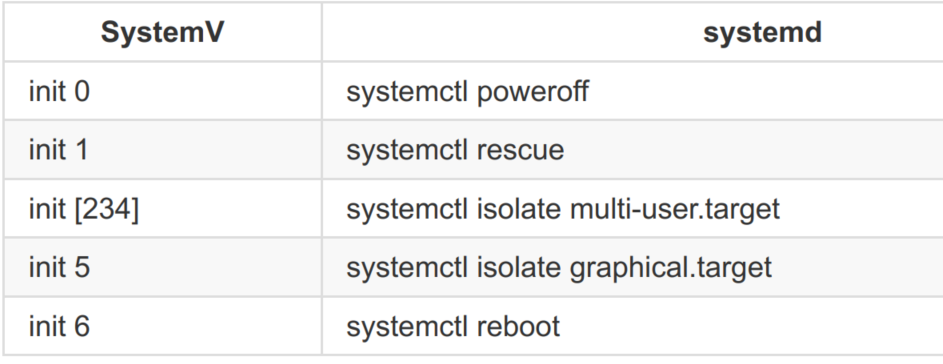 SystemV systemd
init 0 systemctl poweroff
init 1 systemctl rescue
init [234] systemctl isolate multi-user.target
init 5 systemctl isolate graphical.target
init 6 systemctl reboot